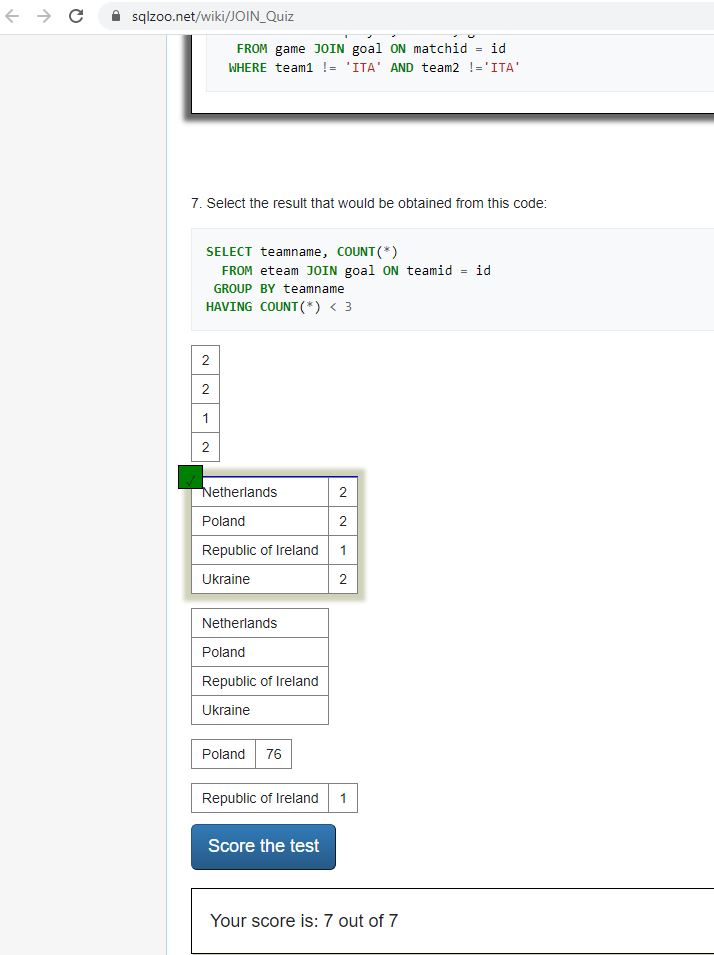 sqlzoo.net/wiki/JOIN_Quiz
FROM game JOIN goal ON matchid = id
WHERE team1 != 'ITA' AND team2 !='ITA'
7. Select the result that would be obtained from this code:
SELECT teamname, COUNT(*)
FROM eteam JOIN goal ON teamid = id
GROUP BY teamname
HAVING COUNT(*) < 3
2
2
1
2
Netherlands 2
Poland 2
Republic of Ireland 1
Ukraine 2
Netherlands
Poland
Republic of Ireland
Ukraine
Poland 76
Republic of Ireland 1
Score the test
Your score is: 7 out of 7